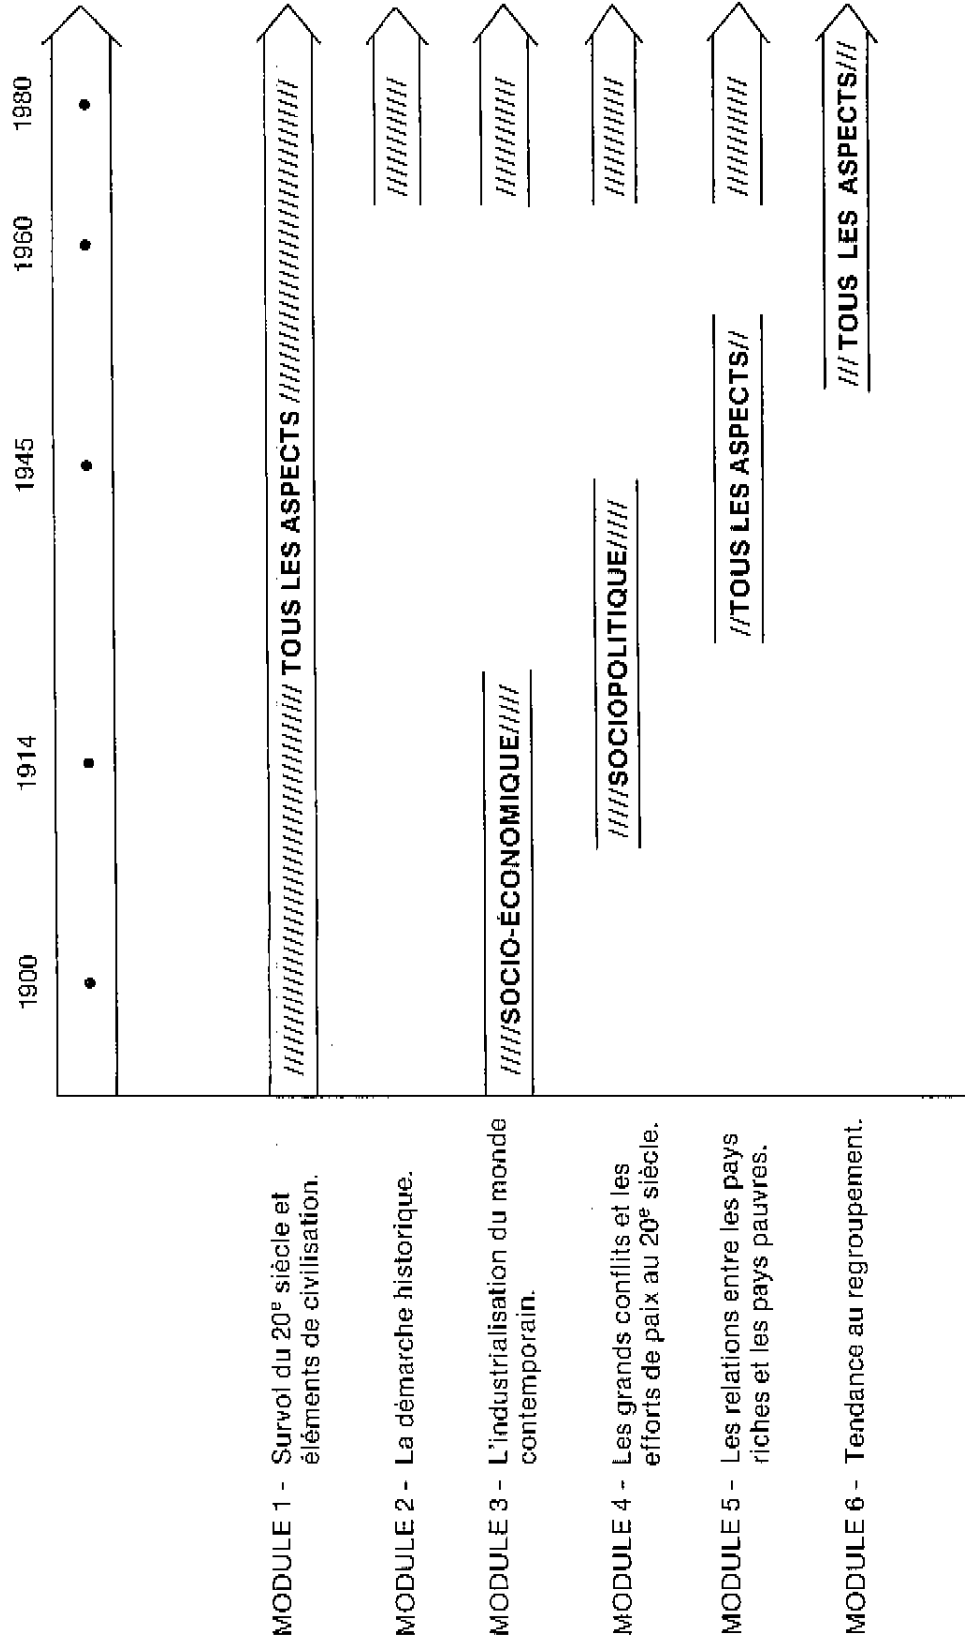 1900 1914 1945 1960 1980
MODULE 1 - Survol du 20e siècle et
éléments de civilisation.
///// TOUS LES ASPECTS /////
MODULE 2 - La démarche historique.
MODULE 3 - L'industrialisation du monde
contemporain.
/////SOCIO-ÉCONOMIQUE/////
MODULE 4 - Les grands conflits et les
efforts de paix au 20e siècle.
/////SOCIOPOLITIQUE/////
MODULE 5 - Les relations entre les pays
riches et les pays pauvres.
//TOUS LES ASPECTS//
MODULE 6 - Tendance au regroupement.
/// TOUS LES ASPECTS///